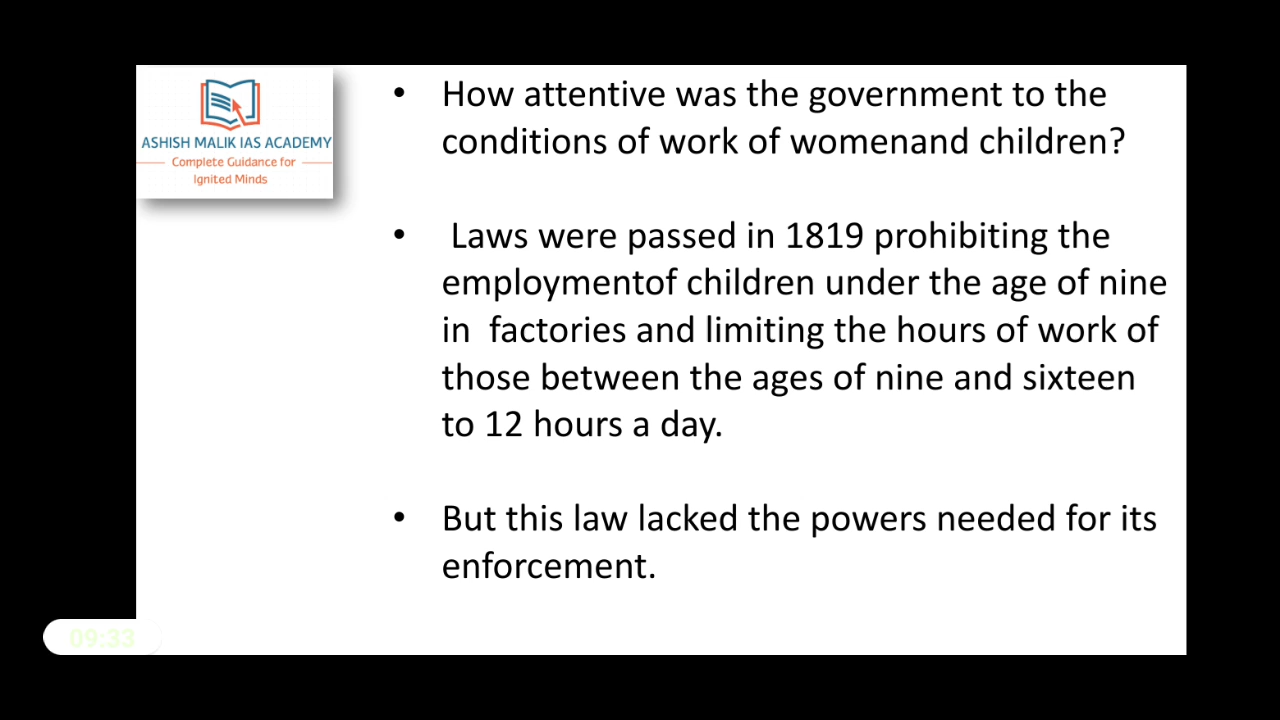 ASHISH MALIK IAS ACADEMY
Complete Guidance for
Ignited Minds
• How attentive was the government to the
conditions of work of womenand children?
• Laws were passed in 1819 prohibiting the
employmentof children under the age of nine
in factories and limiting the hours of work of
those between the ages of nine and sixteen
to 12 hours a day.
• But this law lacked the powers needed for its
enforcement.
09:33